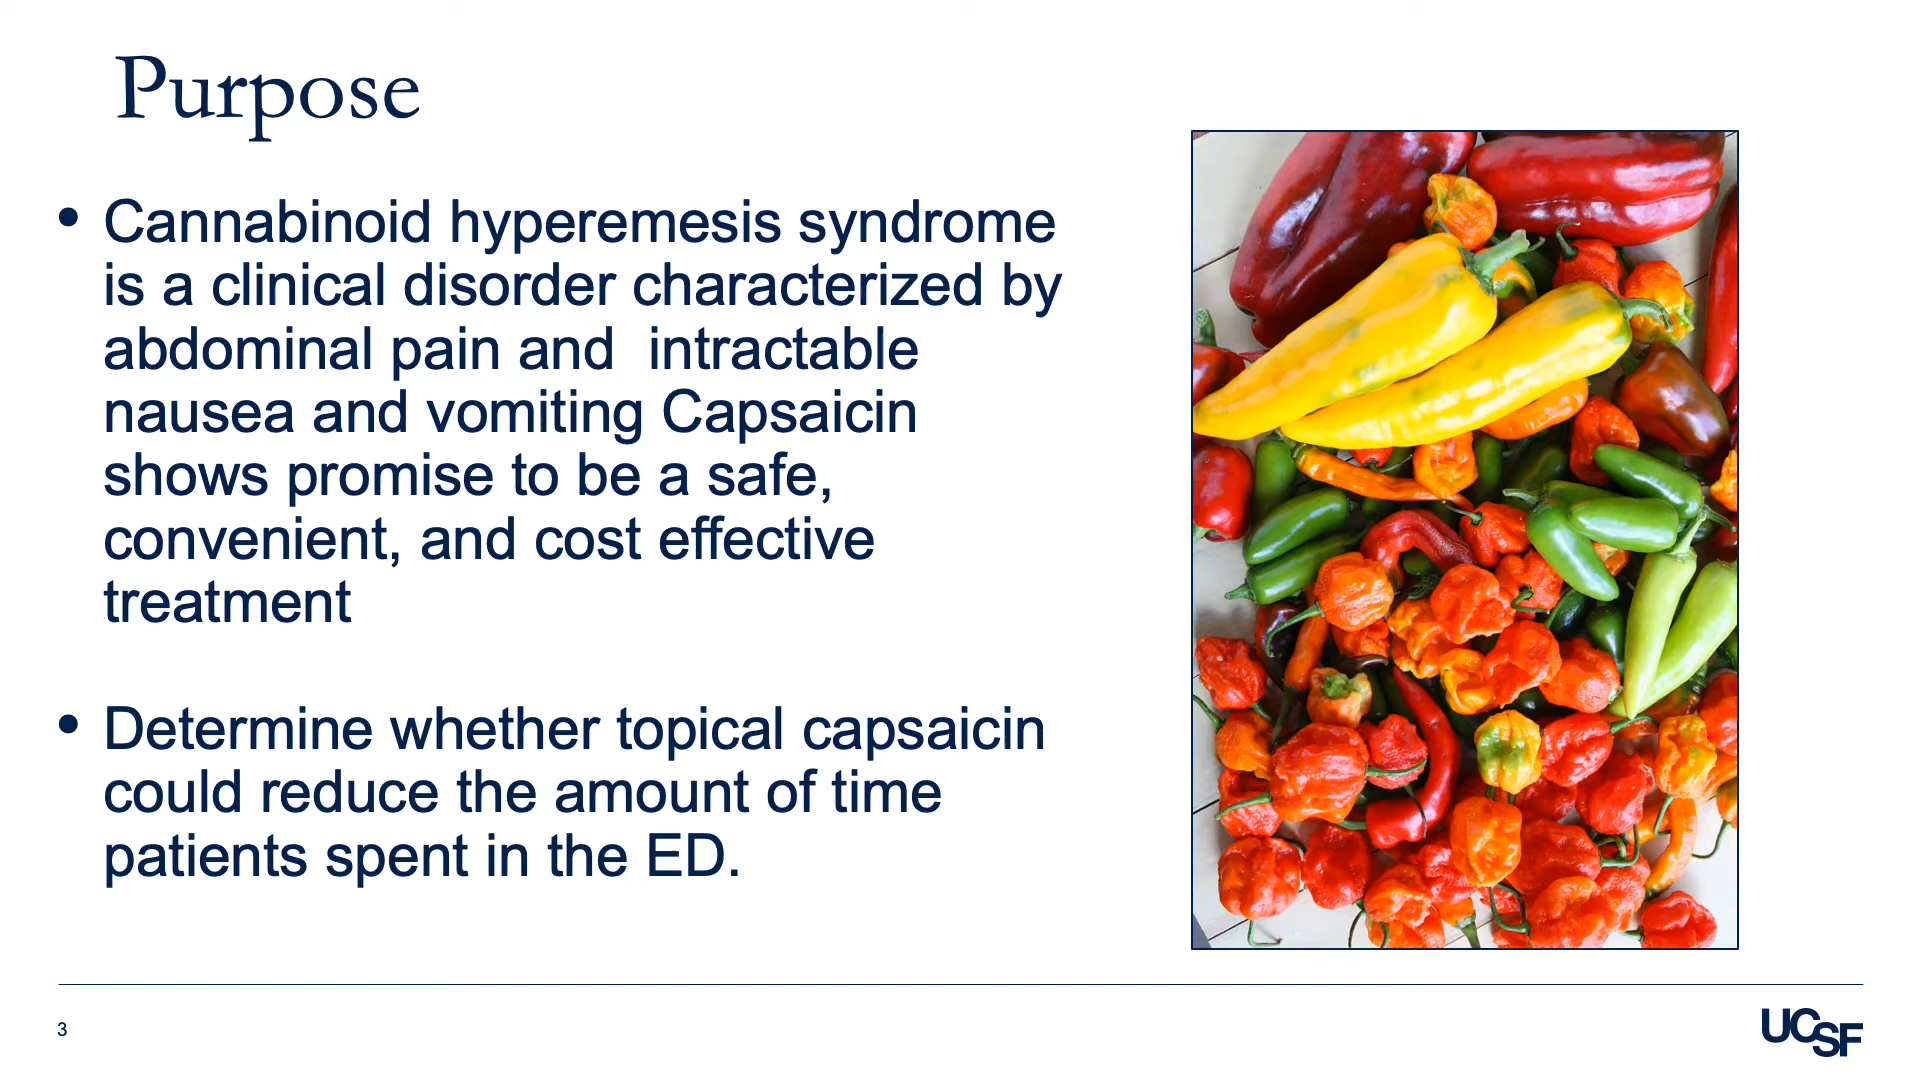 Purpose
• Cannabinoid hyperemesis syndrome
is a clinical disorder characterized by
abdominal pain and  intractable
nausea and vomiting Capsaicin
shows promise to be a safe,
convenient, and cost effective
treatment
• Determine whether topical capsaicin
could reduce the amount of time
patients spent in the ED.
3
UCSF